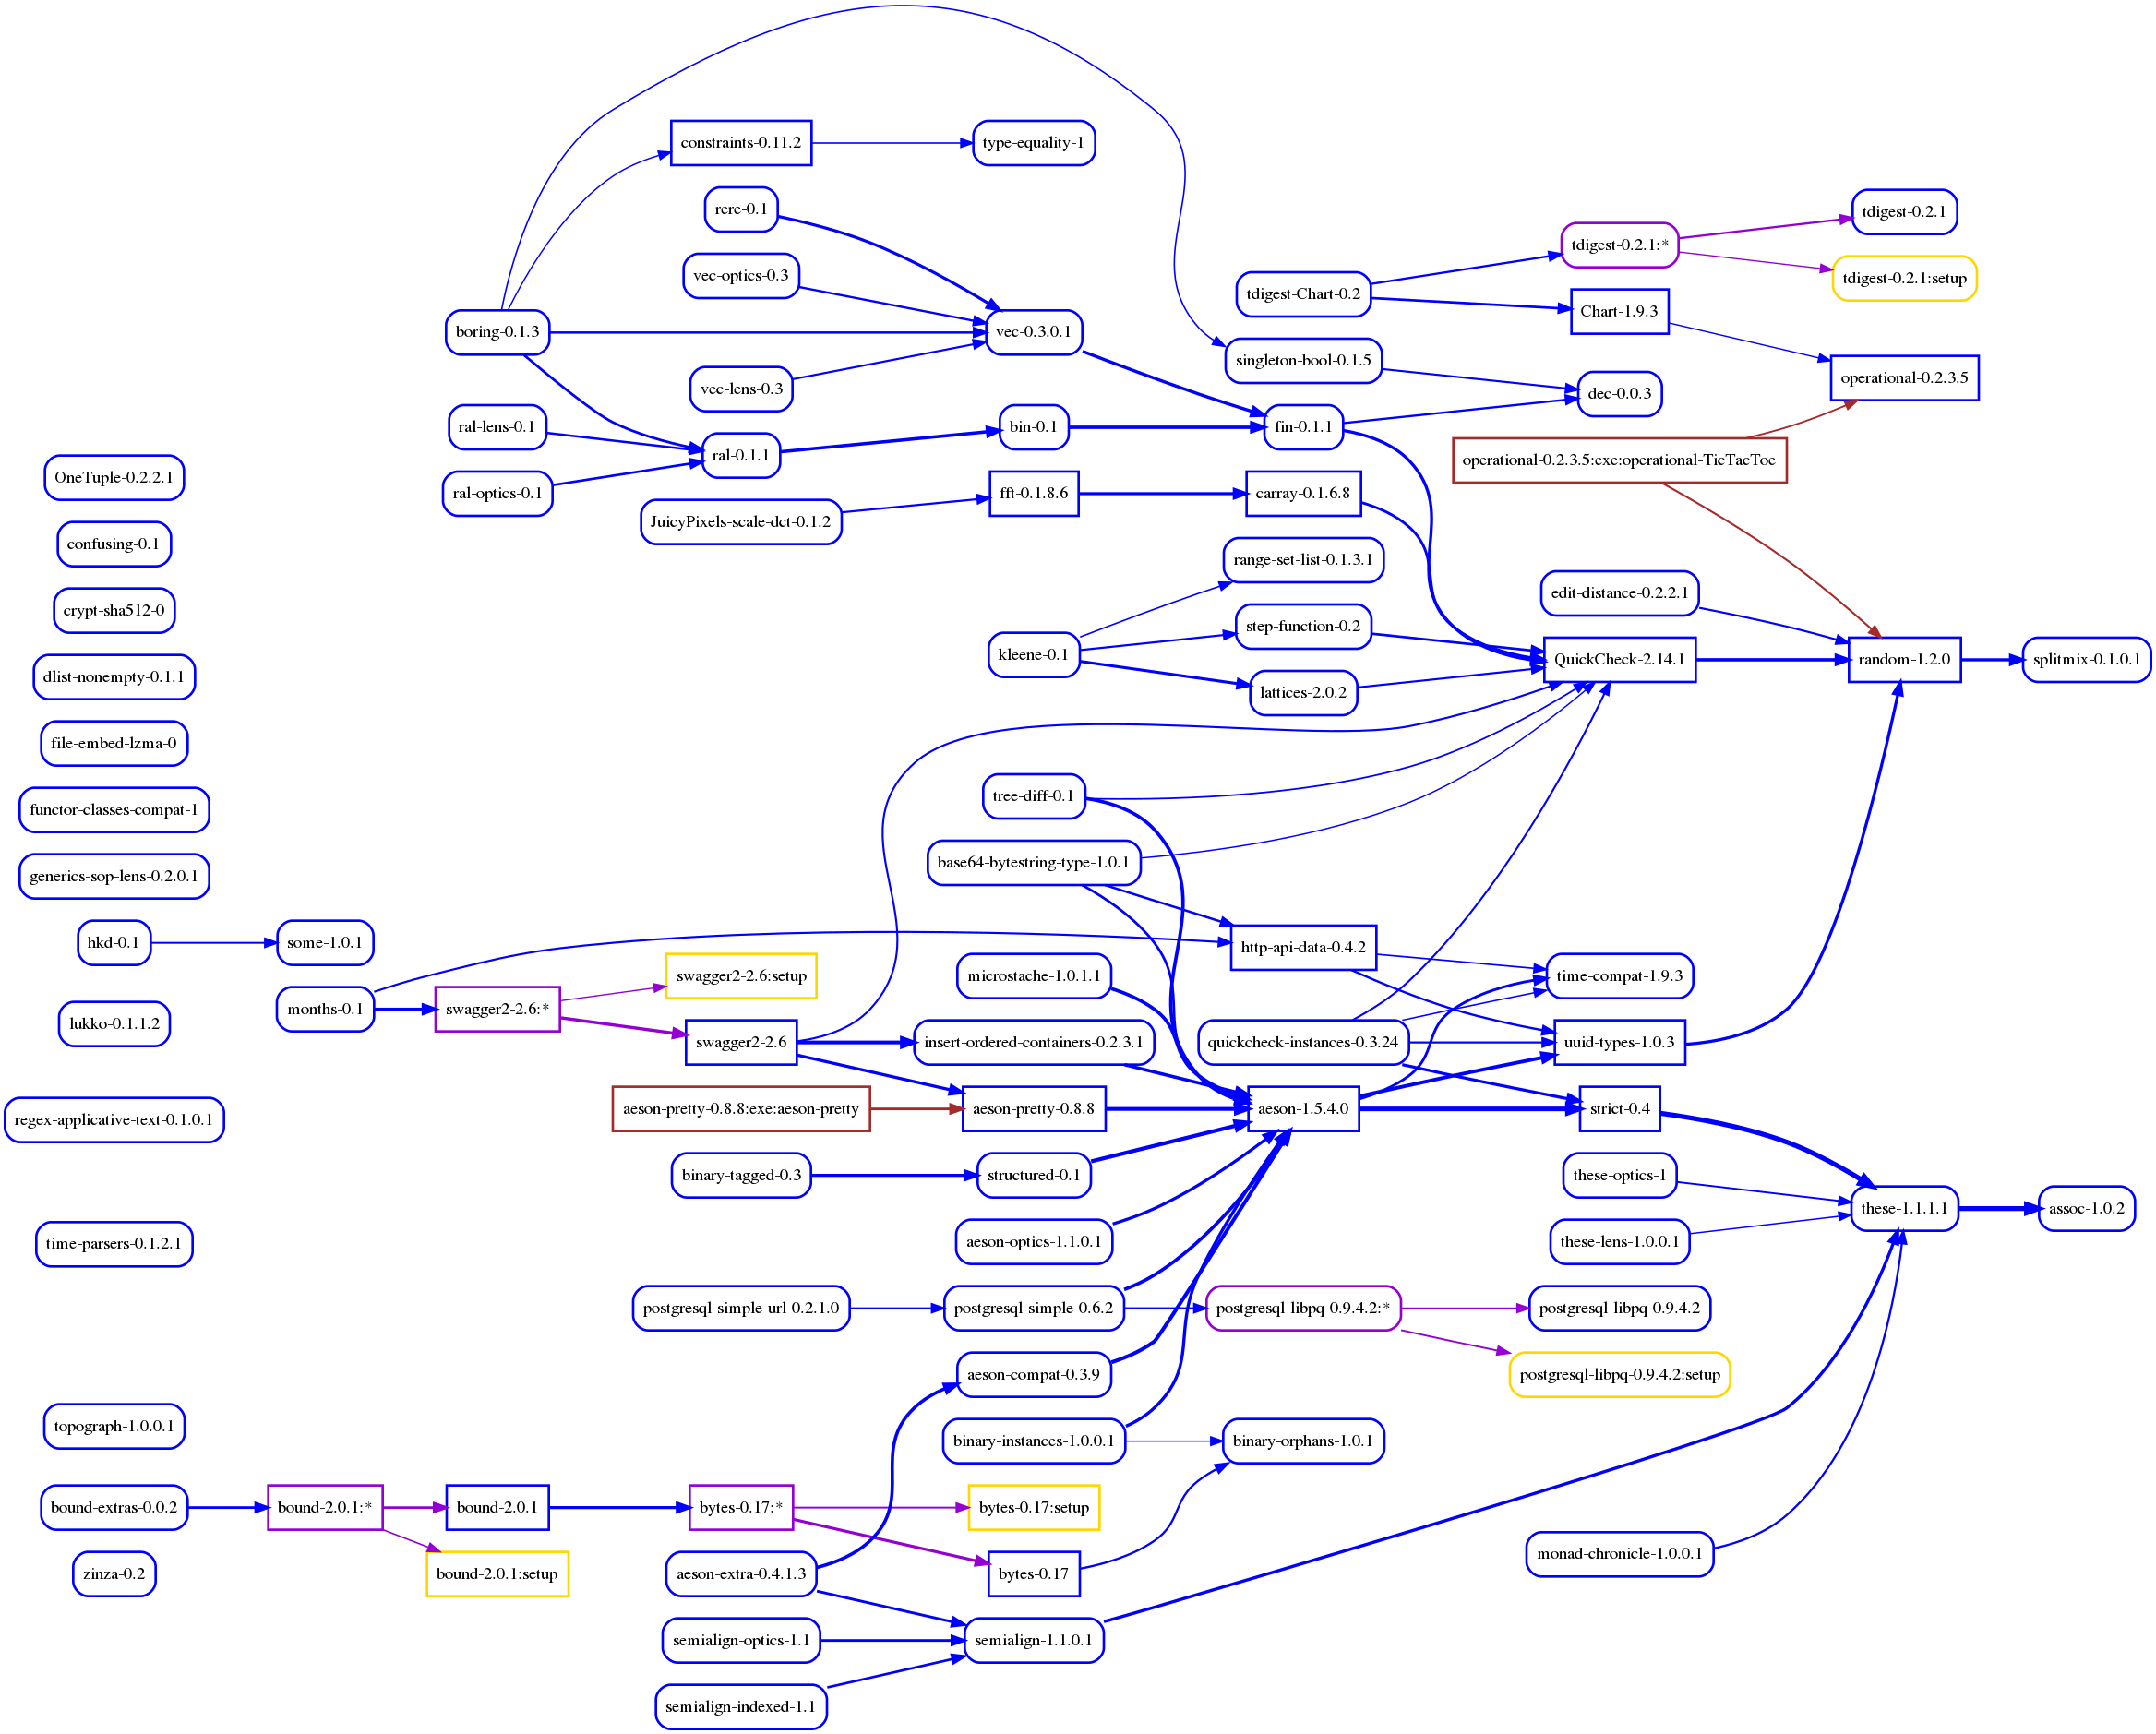 constraints-0.11.2
type-equality-1
rere-0.1
tdigest-0.2.1
tdigest-0.2.1:*
vec-optics-0.3
tdigest-0.2.1:setup
tdigest-Chart-0.2
Chart-1.9.3
boring-0.1.3
vec-0.3.0.1
singleton-bool-0.1.5
operational-0.2.3.5
vec-lens-0.3
dec-0.0.3
ral-lens-0.1
bin-0.1
fin-0.1.1
ral-0.1.1
operational-0.2.3.5:exe:operational-TicTacToe
OneTuple-0.2.2.1
ral-optics-0.1
fft-0.1.8.6
carray-0.1.6.8
JuicyPixels-scale-dct-0.1.2
confusing-0.1
range-set-list-0.1.3.1
edit-distance-0.2.2.1
crypt-sha512-0
step-function-0.2
kleene-0.1
QuickCheck-2.14.1
random-1.2.0
splitmix-0.1.0.1
dlist-nonempty-0.1.1
lattices-2.0.2
file-embed-lzma-0
tree-diff-0.1
functor-classes-compat-1
base64-bytestring-type-1.0.1
generics-sop-lens-0.2.0.1
hkd-0.1
some-1.0.1
http-api-data-0.4.2
swagger2-2.6:setup
microstache-1.0.1.1
time-compat-1.9.3
months-0.1
swagger2-2.6:*
lukko-0.1.1.2
swagger2-2.6
insert-ordered-containers-0.2.3.1
quickcheck-instances-0.3.24
uuid-types-1.0.3
regex-applicative-text-0.1.0.1
aeson-pretty-0.8.8:exe:aeson-pretty
aeson-pretty-0.8.8
aeson-1.5.4.0
strict-0.4
binary-tagged-0.3
structured-0.1
these-optics-1
these-1.1.1.1
assoc-1.0.2
time-parsers-0.1.2.1
aeson-optics-1.1.0.1
these-lens-1.0.0.1
postgresql-simple-url-0.2.1.0
postgresql-simple-0.6.2
postgresql-libpq-0.9.4.2:*
postgresql-libpq-0.9.4.2
aeson-compat-0.3.9
postgresql-libpq-0.9.4.2:setup
topograph-1.0.0.1
binary-instances-1.0.0.1
binary-orphans-1.0.1
bound-extras-0.0.2
bound-2.0.1:*
bound-2.0.1
bytes-0.17:*
bytes-0.17:setup
monad-chronicle-1.0.0.1
zinza-0.2
bound-2.0.1:setup
aeson-extra-0.4.1.3
bytes-0.17
semialign-optics-1.1
semialign-1.1.0.1
semialign-indexed-1.1